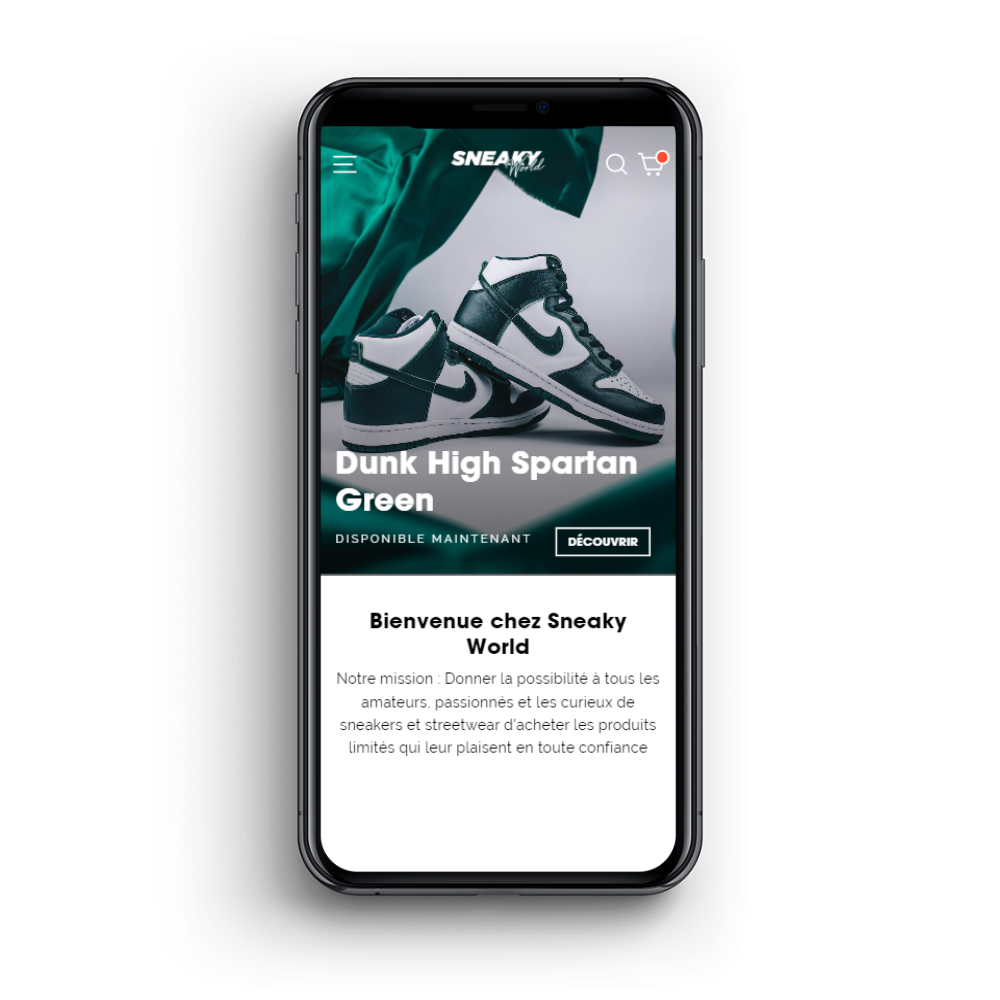 SNEAKY
World
Dunk High Spartan
Green
DISPONIBLE MAINTENANT
DÉCOUVRIR
Bienvenue chez Sneaky
World
Notre mission : Donner la possibilité à tous les
amateurs, passionnés et les curieux de
sneakers et streetwear d'acheter les produits
limités qui leur plaisent en toute confiance